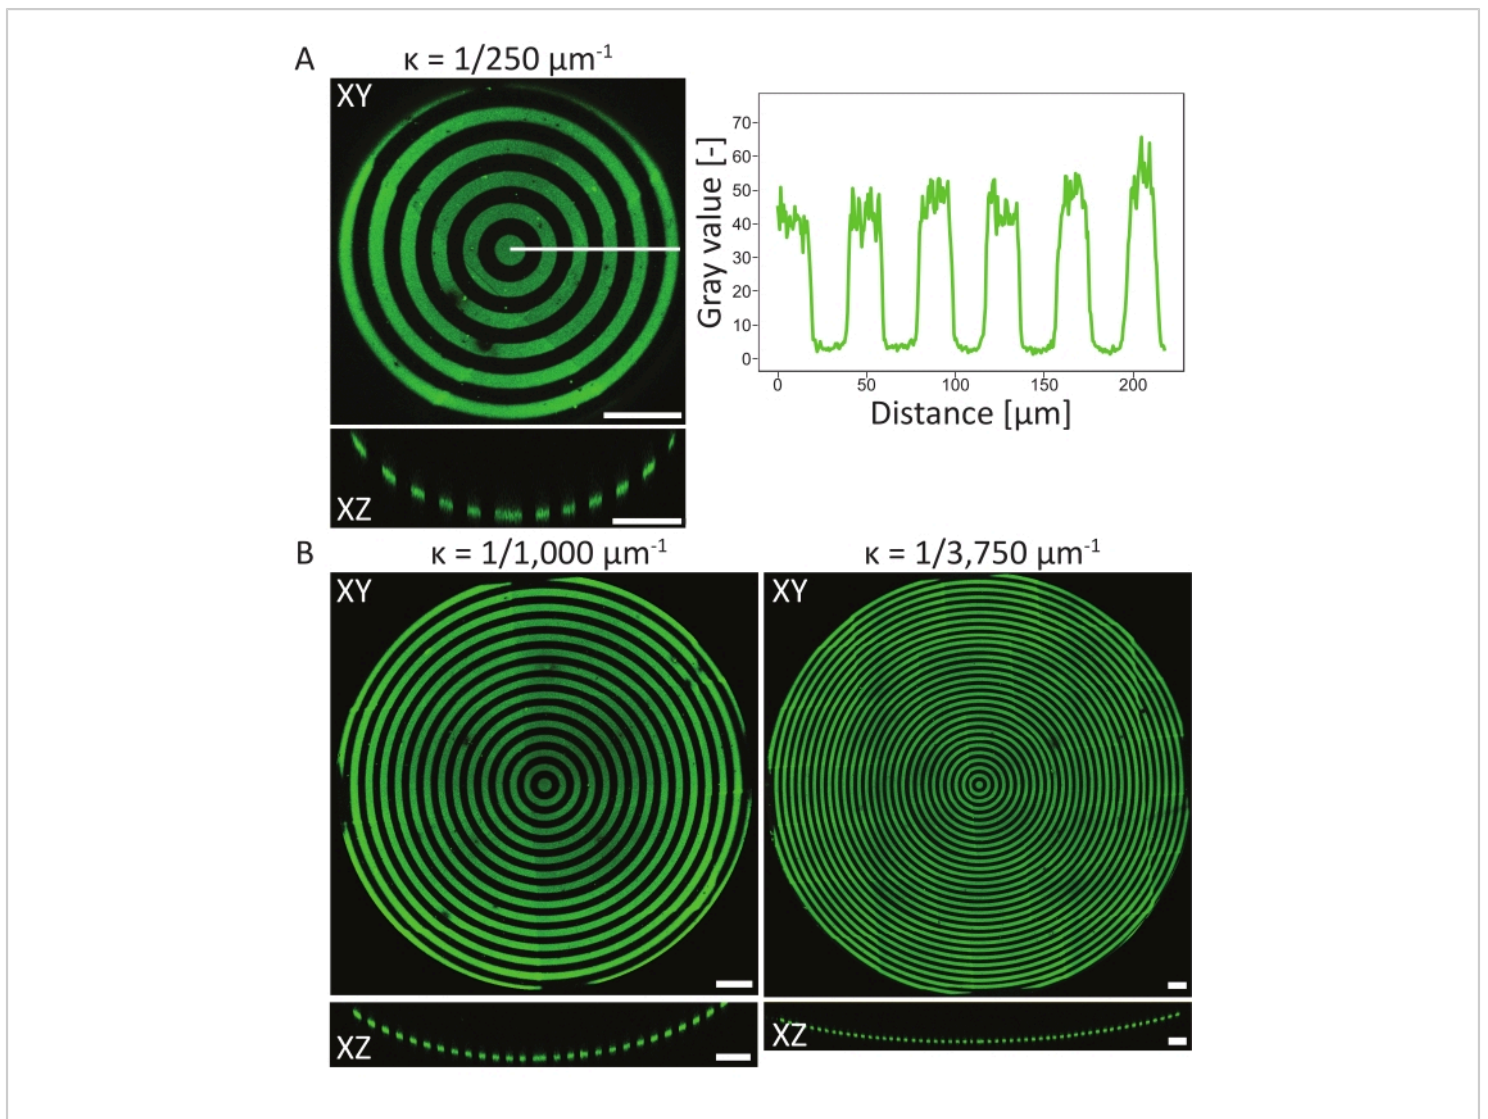 A
κ = 1/250 µm⁻¹
XY
XZ
Gray value [-]
70
60
50
40
30
20
10
0
0 50 100 150 200
Distance [µm]
B
κ = 1/1,000 µm⁻¹
κ = 1/3,750 µm⁻¹
XY
XY
XZ
XZ